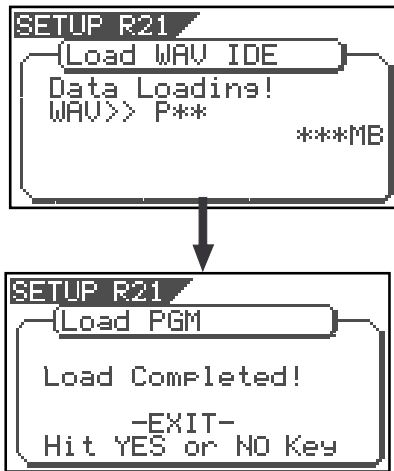 SETUP R21
Load WAV IDE
Data Loading!
WAV>> P**
***MB
SETUP R21
Load PGM
Load Completed!
-EXIT-
Hit YES or NO Key